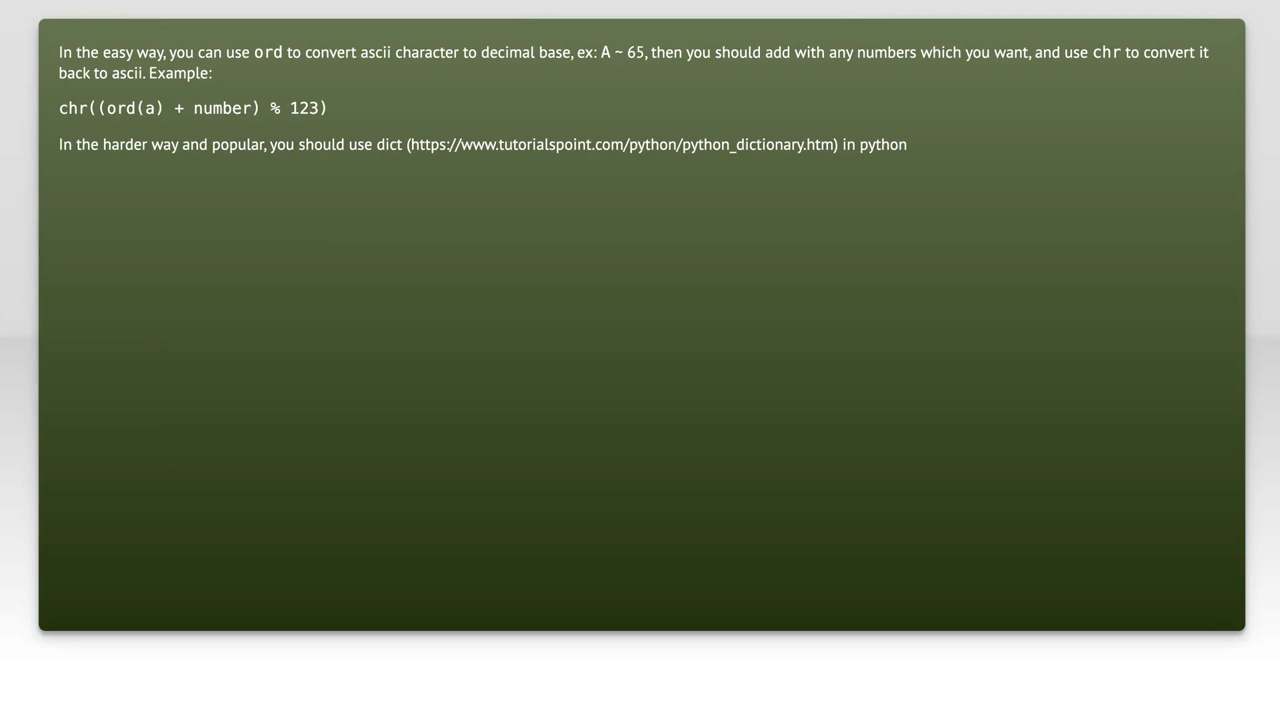 In the easy way, you can use ord to convert ascii character to decimal base, ex: A ~ 65, then you should add with any numbers which you want, and use chr to convert it
back to ascii. Example:
chr((ord(a) + number) % 123)
In the harder way and popular, you should use dict (https://www.tutorialspoint.com/python/python_dictionary.htm) in python